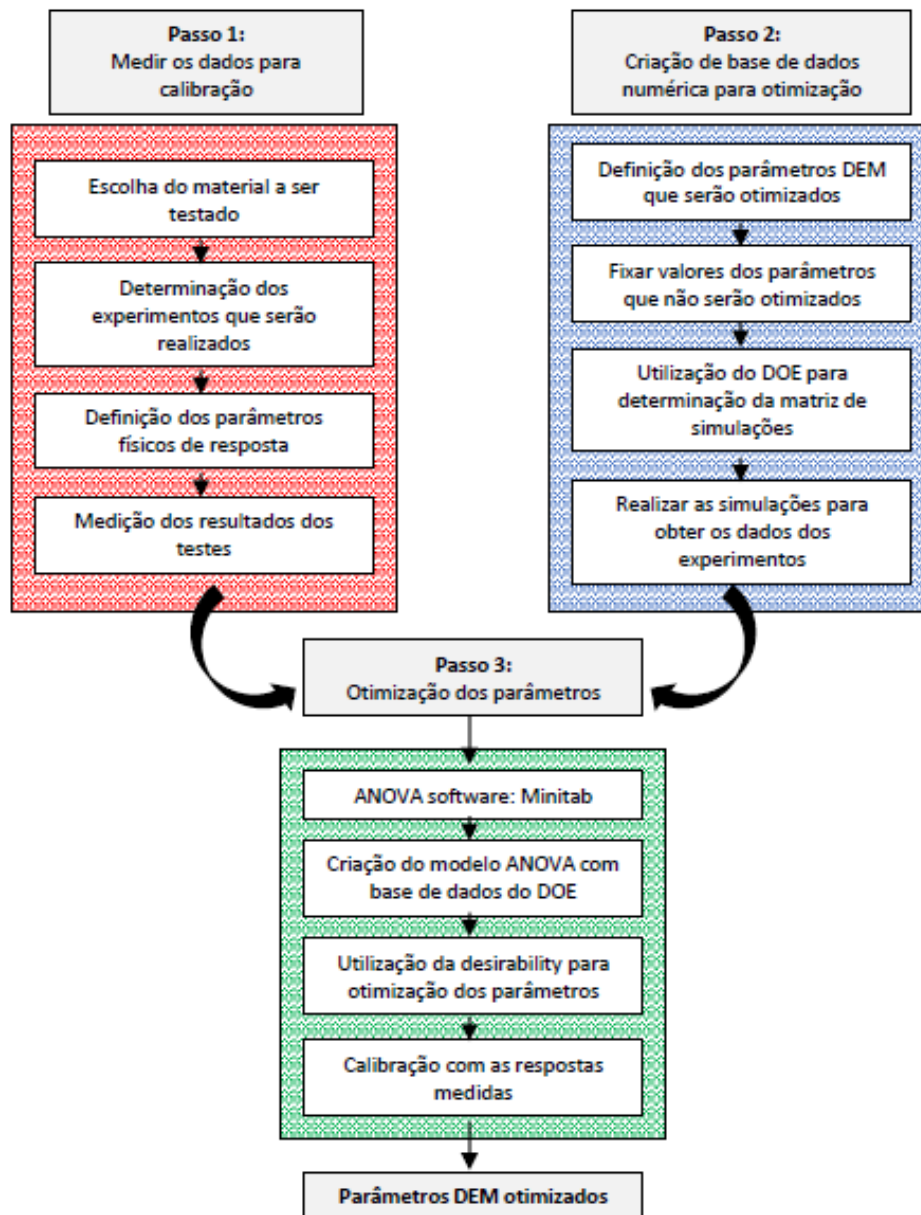 Passo 1:
Medir os dados para
calibração
Escolha do material a ser
testado
Determinação dos
experimentos que serão
realizados
Definição dos parâmetros
físicos de resposta
Medição dos resultados dos
testes
Passo 2:
Criação de base de dados
numérica para otimização
Definição dos parâmetros DEM
que serão otimizados
Fixar valores dos parâmetros
que não serão otimizados
Utilização do DOE para
determinação da matriz de
simulações
Realizar as simulações para
obter os dados dos
experimentos
Passo 3:
Otimização dos parâmetros
ANOVA software: Minitab
Criação do modelo ANOVA com
base de dados do DOE
Utilização da desirability para
otimização dos parâmetros
Calibração com as respostas
medidas
Parâmetros DEM otimizados